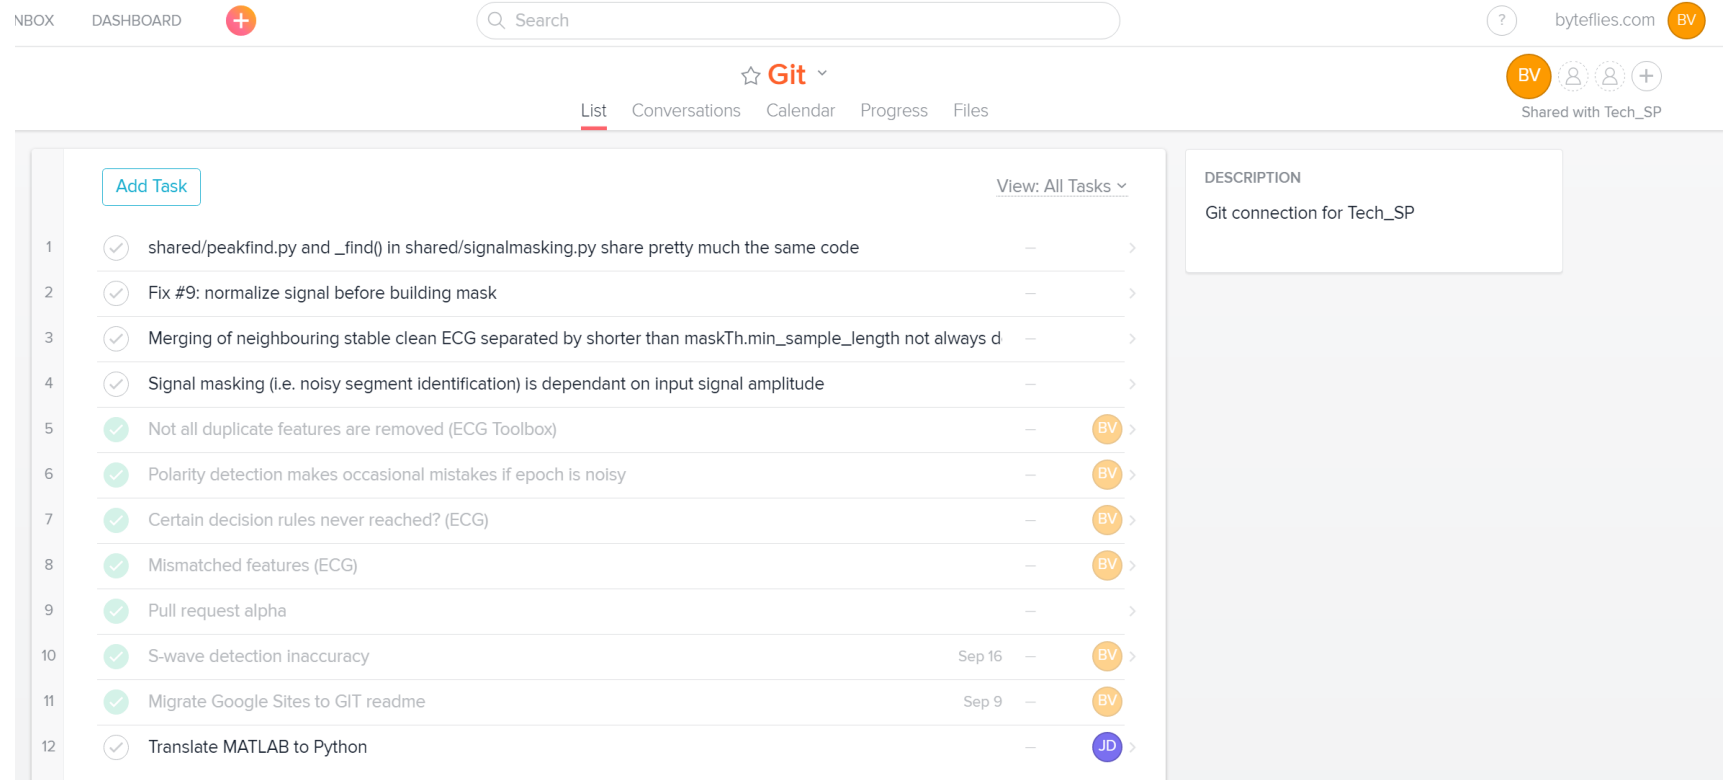 NBOX DASHBOARD + Search ? byteflies.com BV
Git BV
List Conversations Calendar Progress Files Shared with Tech_SP
Add Task View: All Tasks
1 shared/peakfind.py and _find() in shared/signalmasking.py share pretty much the same code
2 Fix #9: normalize signal before building mask
3 Merging of neighbouring stable clean ECG separated by shorter than maskTh.min_sample_length not always d
4 Signal masking (i.e. noisy segment identification) is dependant on input signal amplitude
5 Not all duplicate features are removed (ECG Toolbox) BV
6 Polarity detection makes occasional mistakes if epoch is noisy BV
7 Certain decision rules never reached? (ECG) BV
8 Mismatched features (ECG) BV
9 Pull request alpha
10 S-wave detection inaccuracy Sep 16 BV
11 Migrate Google Sites to GIT readme Sep 9 BV
12 Translate MATLAB to Python JD
DESCRIPTION
Git connection for Tech_SP